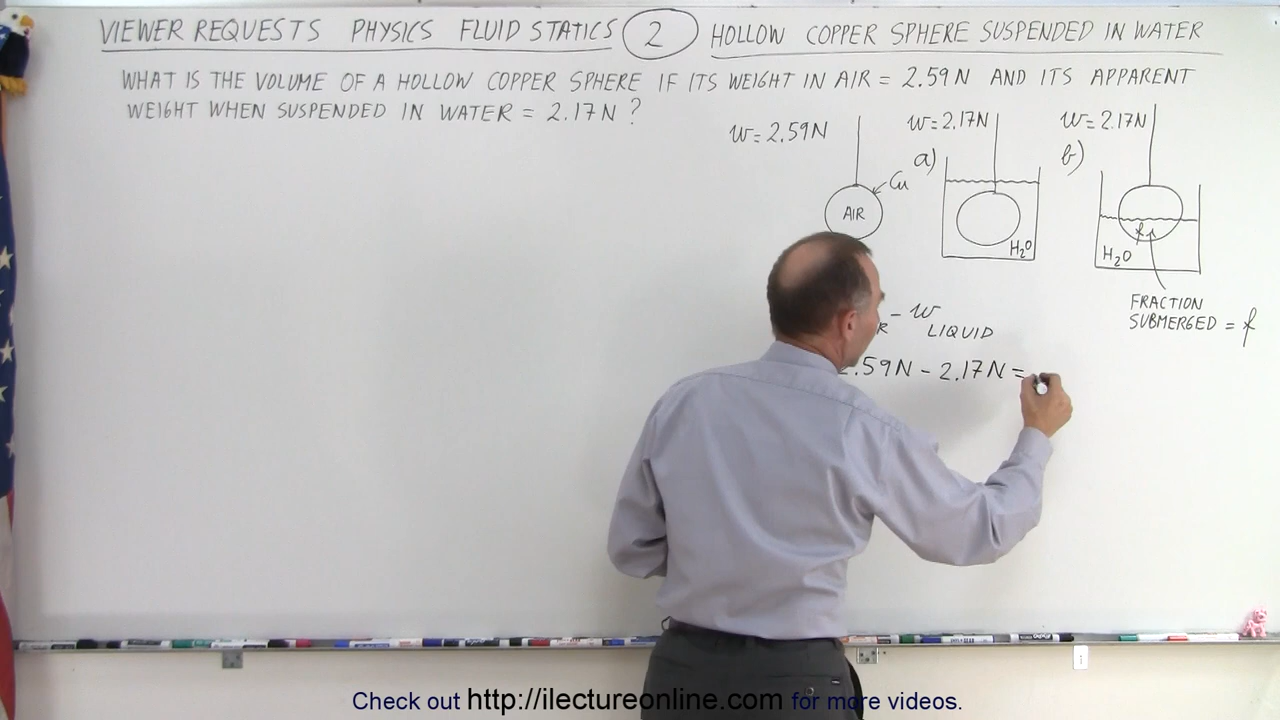 VIEWER REQUESTS PHYSICS FLUID STATICS 2 HOLLOW COPPER SPHERE SUSPENDED IN WATER
WHAT IS THE VOLUME OF A HOLLOW COPPER SPHERE IF ITS WEIGHT IN AIR = 2.59N AND ITS APPARENT
WEIGHT WHEN SUSPENDED IN WATER = 2.17N ?
W = 2.59N
W = 2.17N
W = 2.17N
a)
b)
Cu
AIR
H2O
f
H2O
FRACTION
SUBMERGED = f
R - W LIQUID
2.59N - 2.17N =
Check out http://ilectureonline.com for more videos.